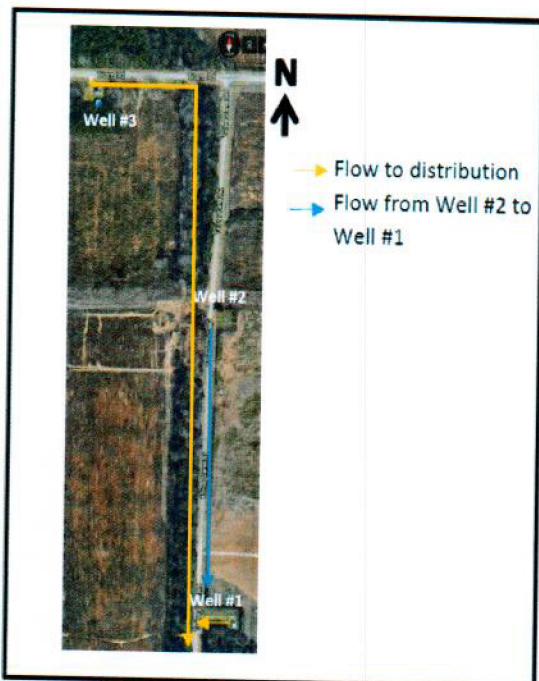 N
Well #3
Flow to distribution
Flow from Well #2 to
Well #1
Well #2
Well #1